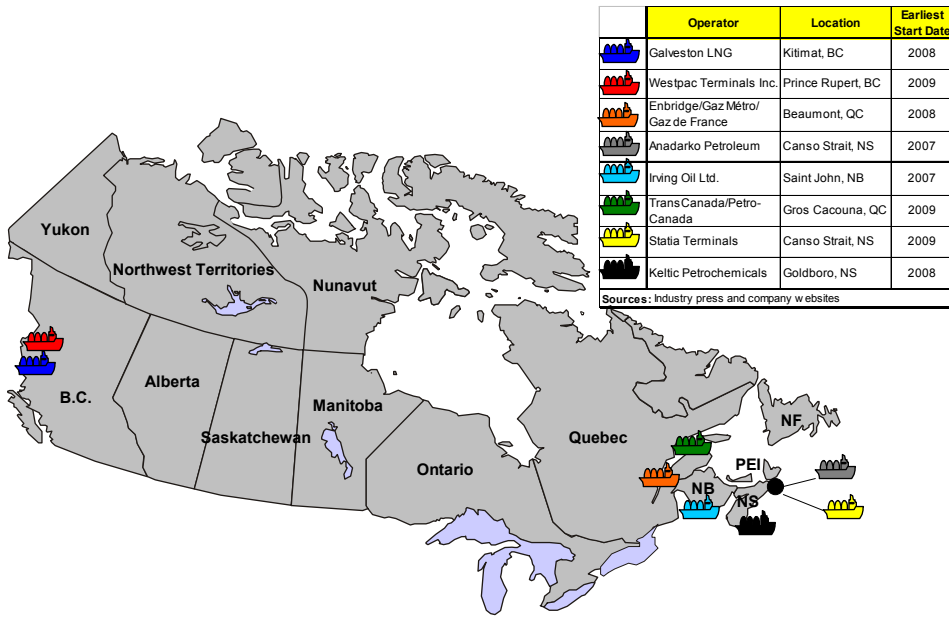 Operator Location Earliest Start Date
Galveston LNG Kitimat, BC 2008
Westpac Terminals Inc. Prince Rupert, BC 2009
Enbridge/Gaz Métro/
Gaz de France Beaumont, QC 2008
Anadarko Petroleum Canso Strait, NS 2007
Irving Oil Ltd. Saint John, NB 2007
TransCanada/Petro-
Canada Gros Cacouna, QC 2009
Statia Terminals Canso Strait, NS 2009
Keltic Petrochemicals Goldboro, NS 2008
Sources: Industry press and company websites
Yukon
Northwest Territories
Nunavut
B.C.
Alberta
Saskatchewan
Manitoba
Ontario
Quebec
NF
PEI
NB
NS